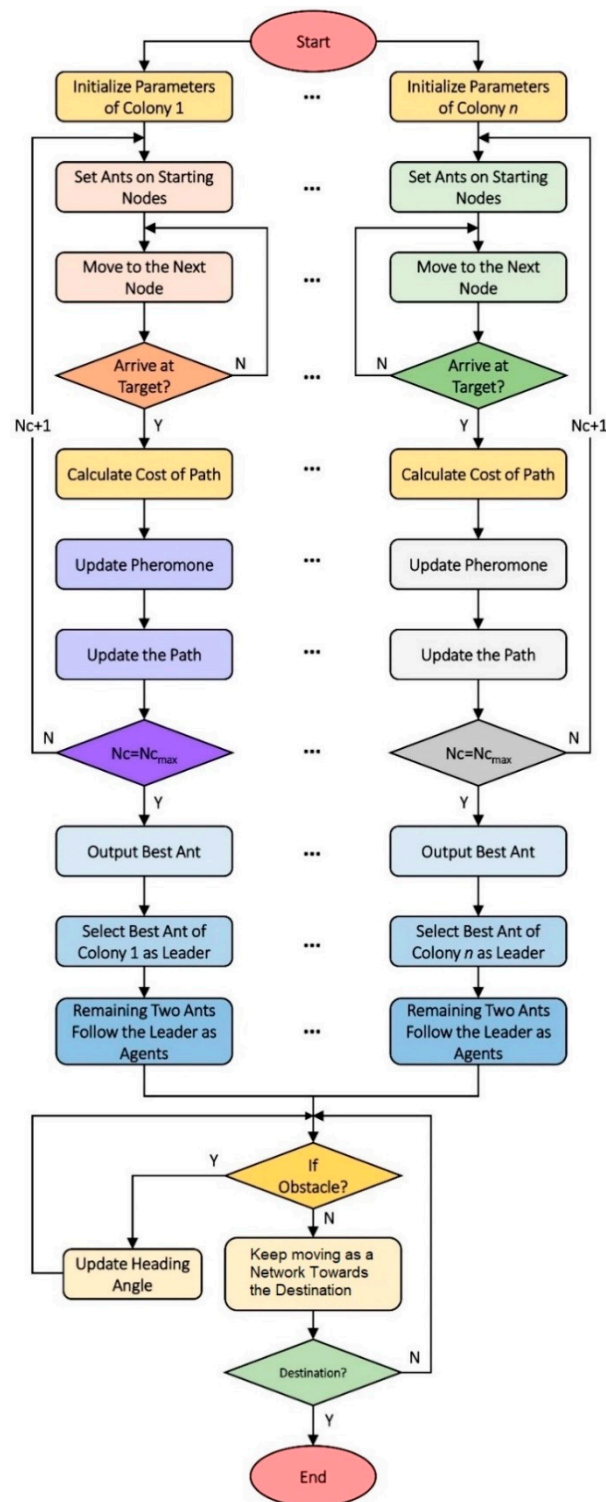 Start
Initialize Parameters
of Colony 1
...
Initialize Parameters
of Colony n
Set Ants on Starting
Nodes
...
Set Ants on Starting
Nodes
Move to the Next
Node
...
Move to the Next
Node
Arrive at
Target?
N
...
N
Arrive at
Target?
Nc+1
Y
Y
Nc+1
Calculate Cost of Path
...
Calculate Cost of Path
Update Pheromone
...
Update Pheromone
Update the Path
...
Update the Path
N
Nc=Ncmax
...
Nc=Ncmax
N
Y
Y
Output Best Ant
...
Output Best Ant
Select Best Ant of
Colony 1 as Leader
...
Select Best Ant of
Colony n as Leader
Remaining Two Ants
Follow the Leader as
Agents
...
Remaining Two Ants
Follow the Leader as
Agents
Y
If
Obstacle?
N
Update Heading
Angle
Keep moving as a
Network Towards
the Destination
Destination?
N
Y
End